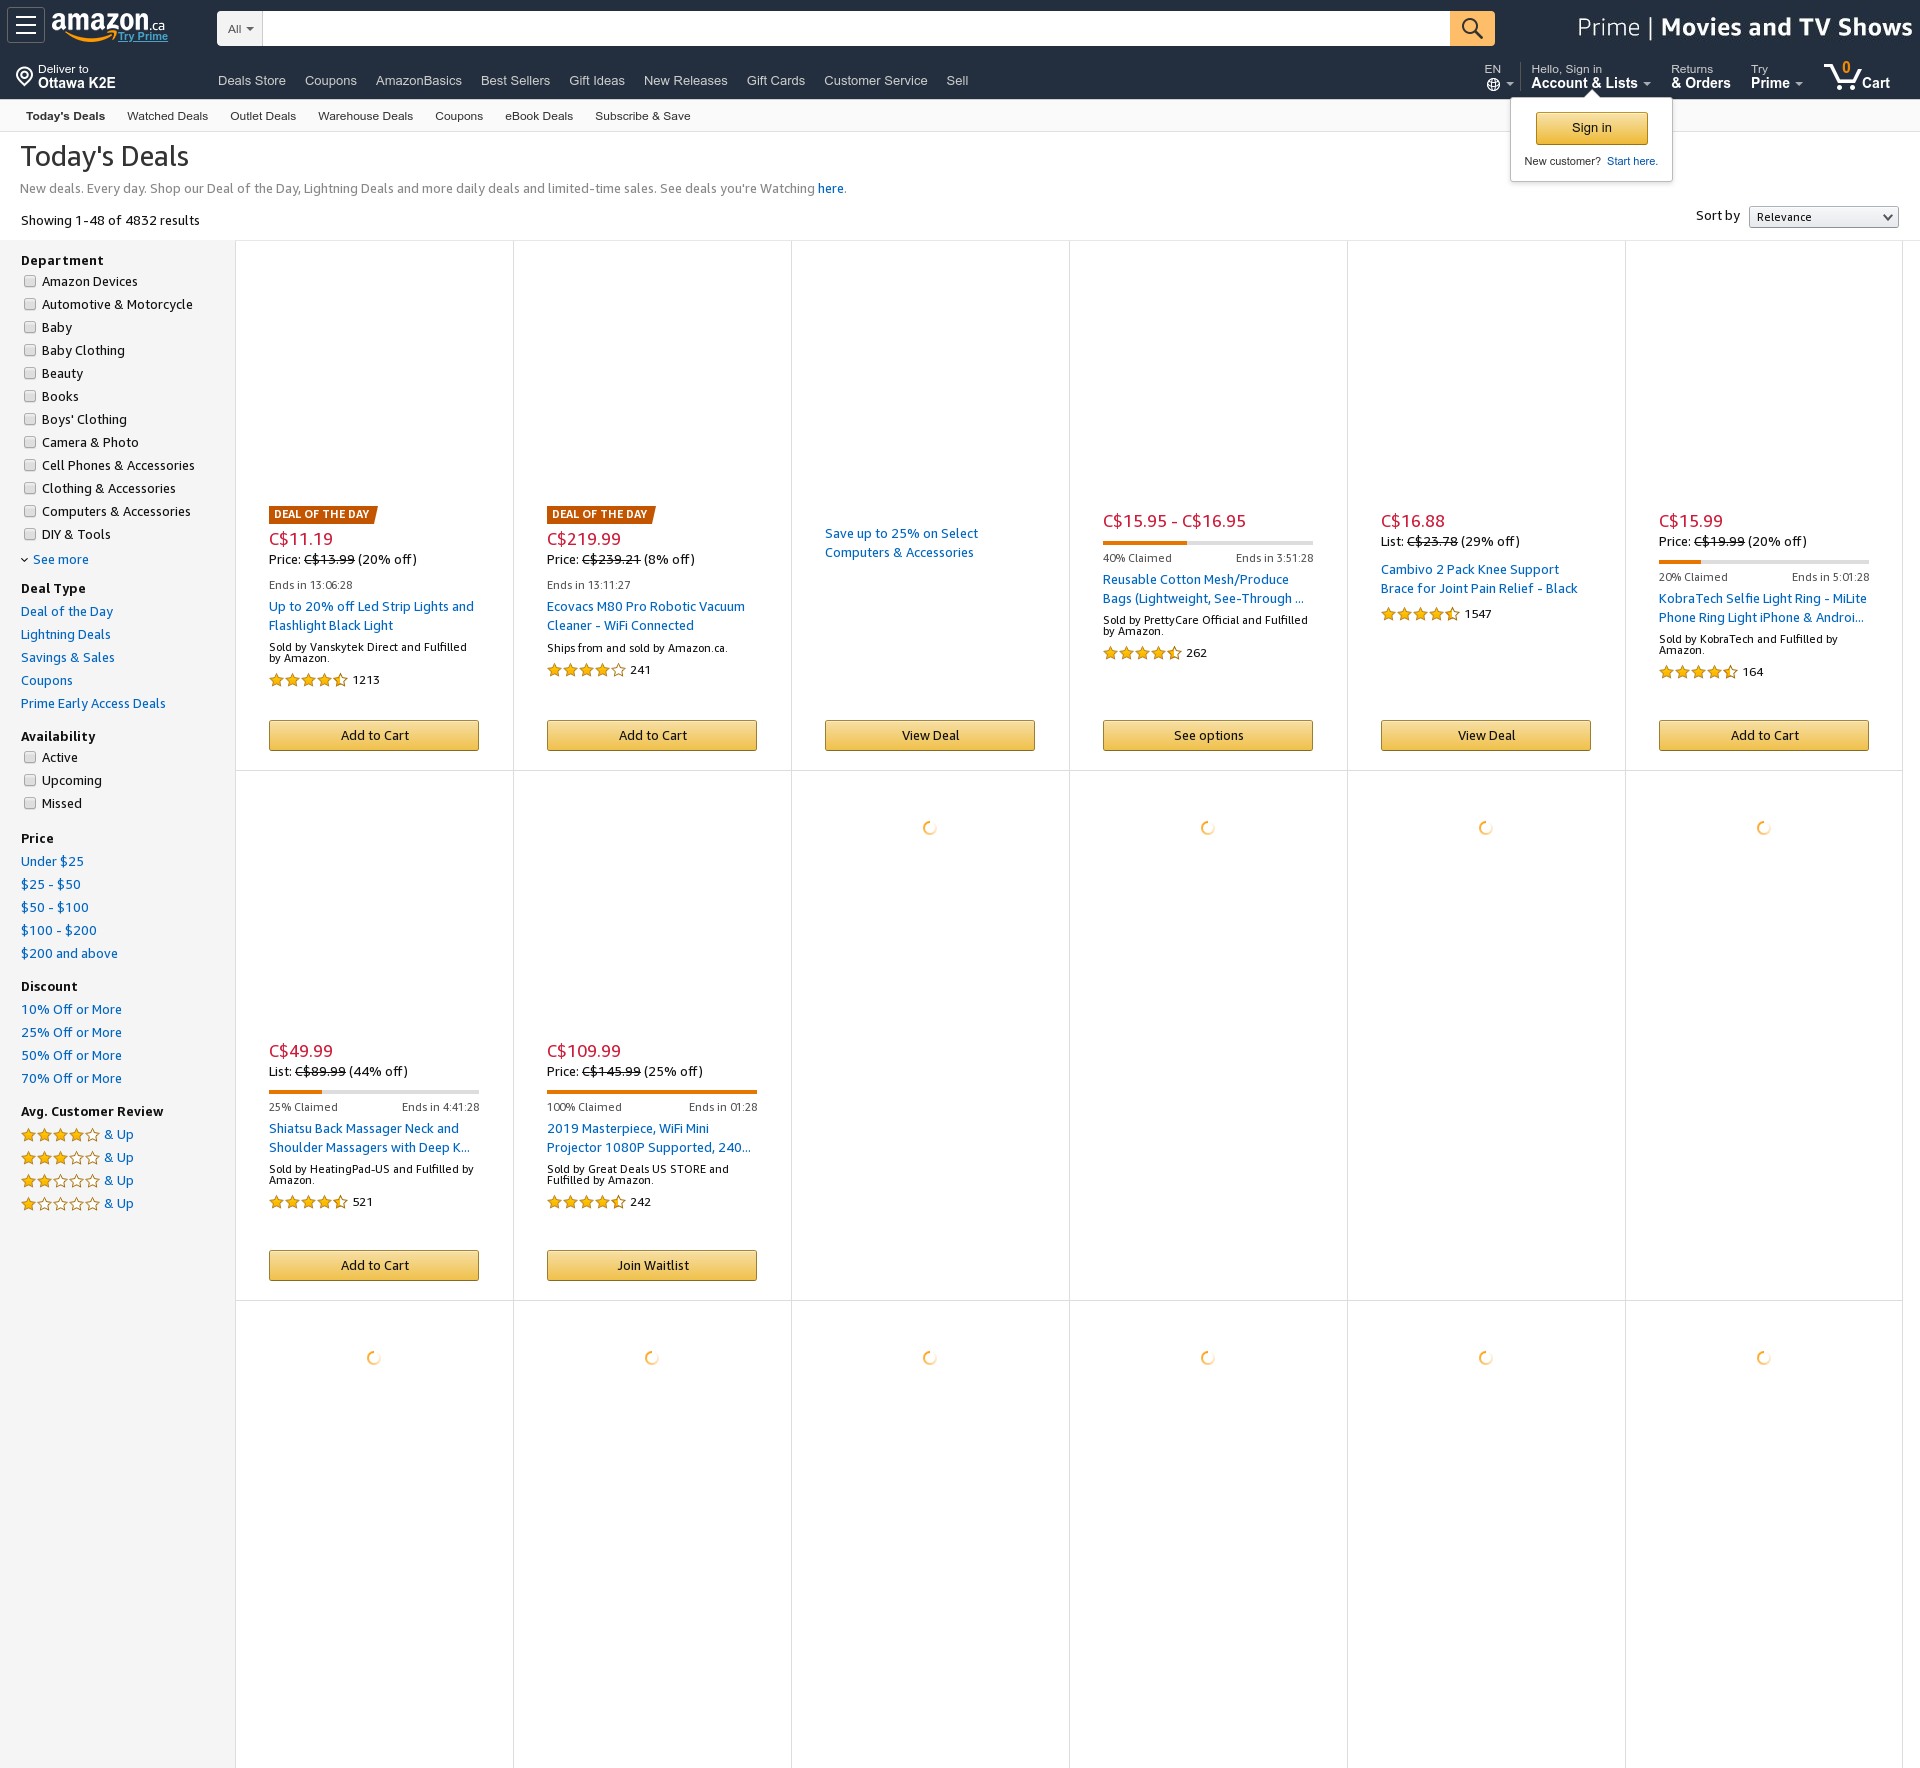 amazon.ca
Try Prime
All
Prime | Movies and TV Shows
Deliver to
Ottawa K2E
Deals Store Coupons AmazonBasics Best Sellers Gift Ideas New Releases Gift Cards Customer Service Sell
EN
Hello, Sign in
Account & Lists
Returns
& Orders
Try
Prime
0
Cart
Today's Deals Watched Deals Outlet Deals Warehouse Deals Coupons eBook Deals Subscribe & Save
Sign in
New customer? Start here.
Today's Deals
New deals. Every day. Shop our Deal of the Day, Lightning Deals and more daily deals and limited-time sales. See deals you're Watching here.
Showing 1-48 of 4832 results
Sort by Relevance
Department
Amazon Devices
Automotive & Motorcycle
Baby
Baby Clothing
Beauty
Books
Boys' Clothing
Camera & Photo
Cell Phones & Accessories
Clothing & Accessories
Computers & Accessories
DIY & Tools
See more
Deal Type
Deal of the Day
Lightning Deals
Savings & Sales
Coupons
Prime Early Access Deals
Availability
Active
Upcoming
Missed
Price
Under $25
$25 - $50
$50 - $100
$100 - $200
$200 and above
Discount
10% Off or More
25% Off or More
50% Off or More
70% Off or More
Avg. Customer Review
& Up
& Up
& Up
& Up
DEAL OF THE DAY
C$11.19
Price: C$13.99 (20% off)
Ends in 13:06:28
Up to 20% off Led Strip Lights and
Flashlight Black Light
Sold by Vanskytek Direct and Fulfilled
by Amazon.
1213
Add to Cart
DEAL OF THE DAY
C$219.99
Price: C$239.21 (8% off)
Ends in 13:11:27
Ecovacs M80 Pro Robotic Vacuum
Cleaner - WiFi Connected
Ships from and sold by Amazon.ca.
241
Add to Cart
Save up to 25% on Select
Computers & Accessories
View Deal
C$15.95 - C$16.95
40% Claimed Ends in 3:51:28
Reusable Cotton Mesh/Produce
Bags (Lightweight, See-Through ...
Sold by PrettyCare Official and Fulfilled
by Amazon.
262
See options
C$16.88
List: C$23.78 (29% off)
Cambivo 2 Pack Knee Support
Brace for Joint Pain Relief - Black
1547
View Deal
C$15.99
Price: C$19.99 (20% off)
20% Claimed Ends in 5:01:28
KobraTech Selfie Light Ring - MiLite
Phone Ring Light iPhone & Androi...
Sold by KobraTech and Fulfilled by
Amazon.
164
Add to Cart
C$49.99
List: C$89.99 (44% off)
25% Claimed Ends in 4:41:28
Shiatsu Back Massager Neck and
Shoulder Massagers with Deep K...
Sold by HeatingPad-US and Fulfilled by
Amazon.
521
Add to Cart
C$109.99
Price: C$145.99 (25% off)
100% Claimed Ends in 01:28
2019 Masterpiece, WiFi Mini
Projector 1080P Supported, 240...
Sold by Great Deals US STORE and
Fulfilled by Amazon.
242
Join Waitlist